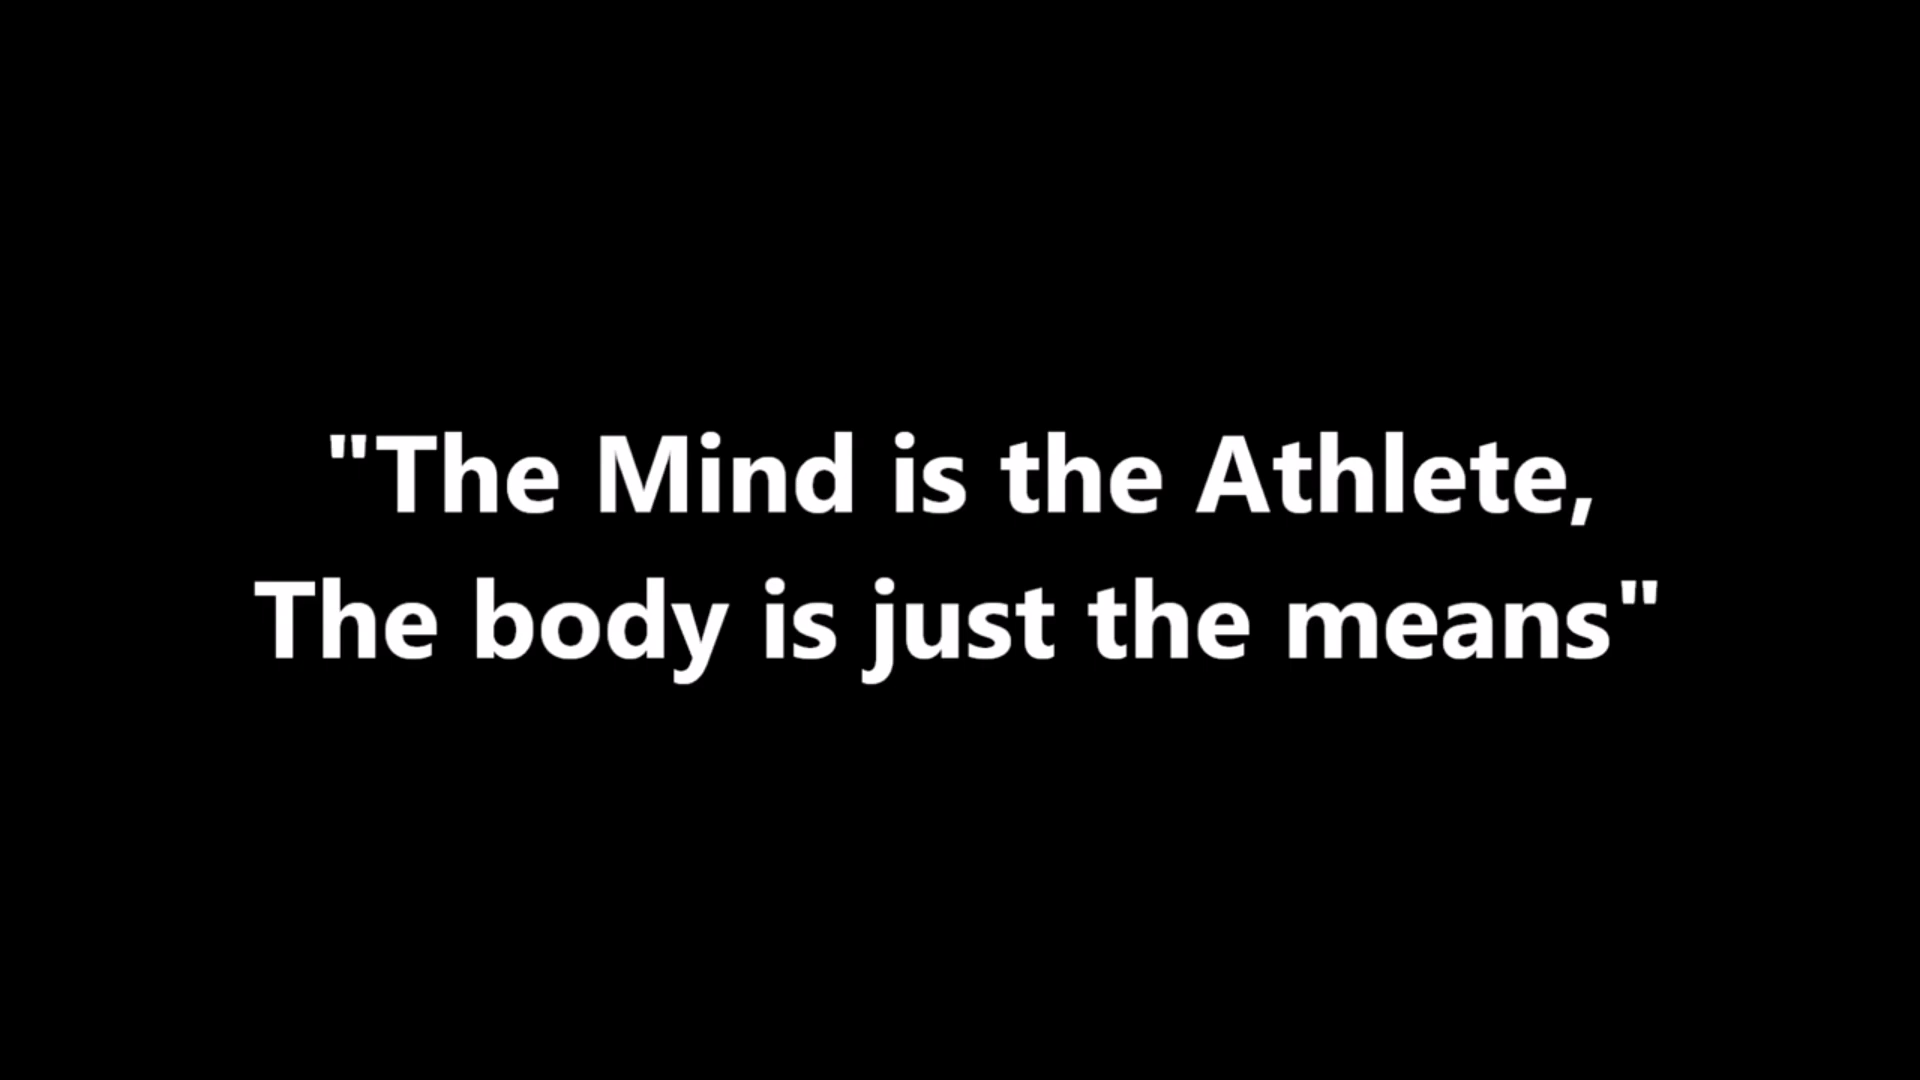 "The Mind is the Athlete,
The body is just the means"